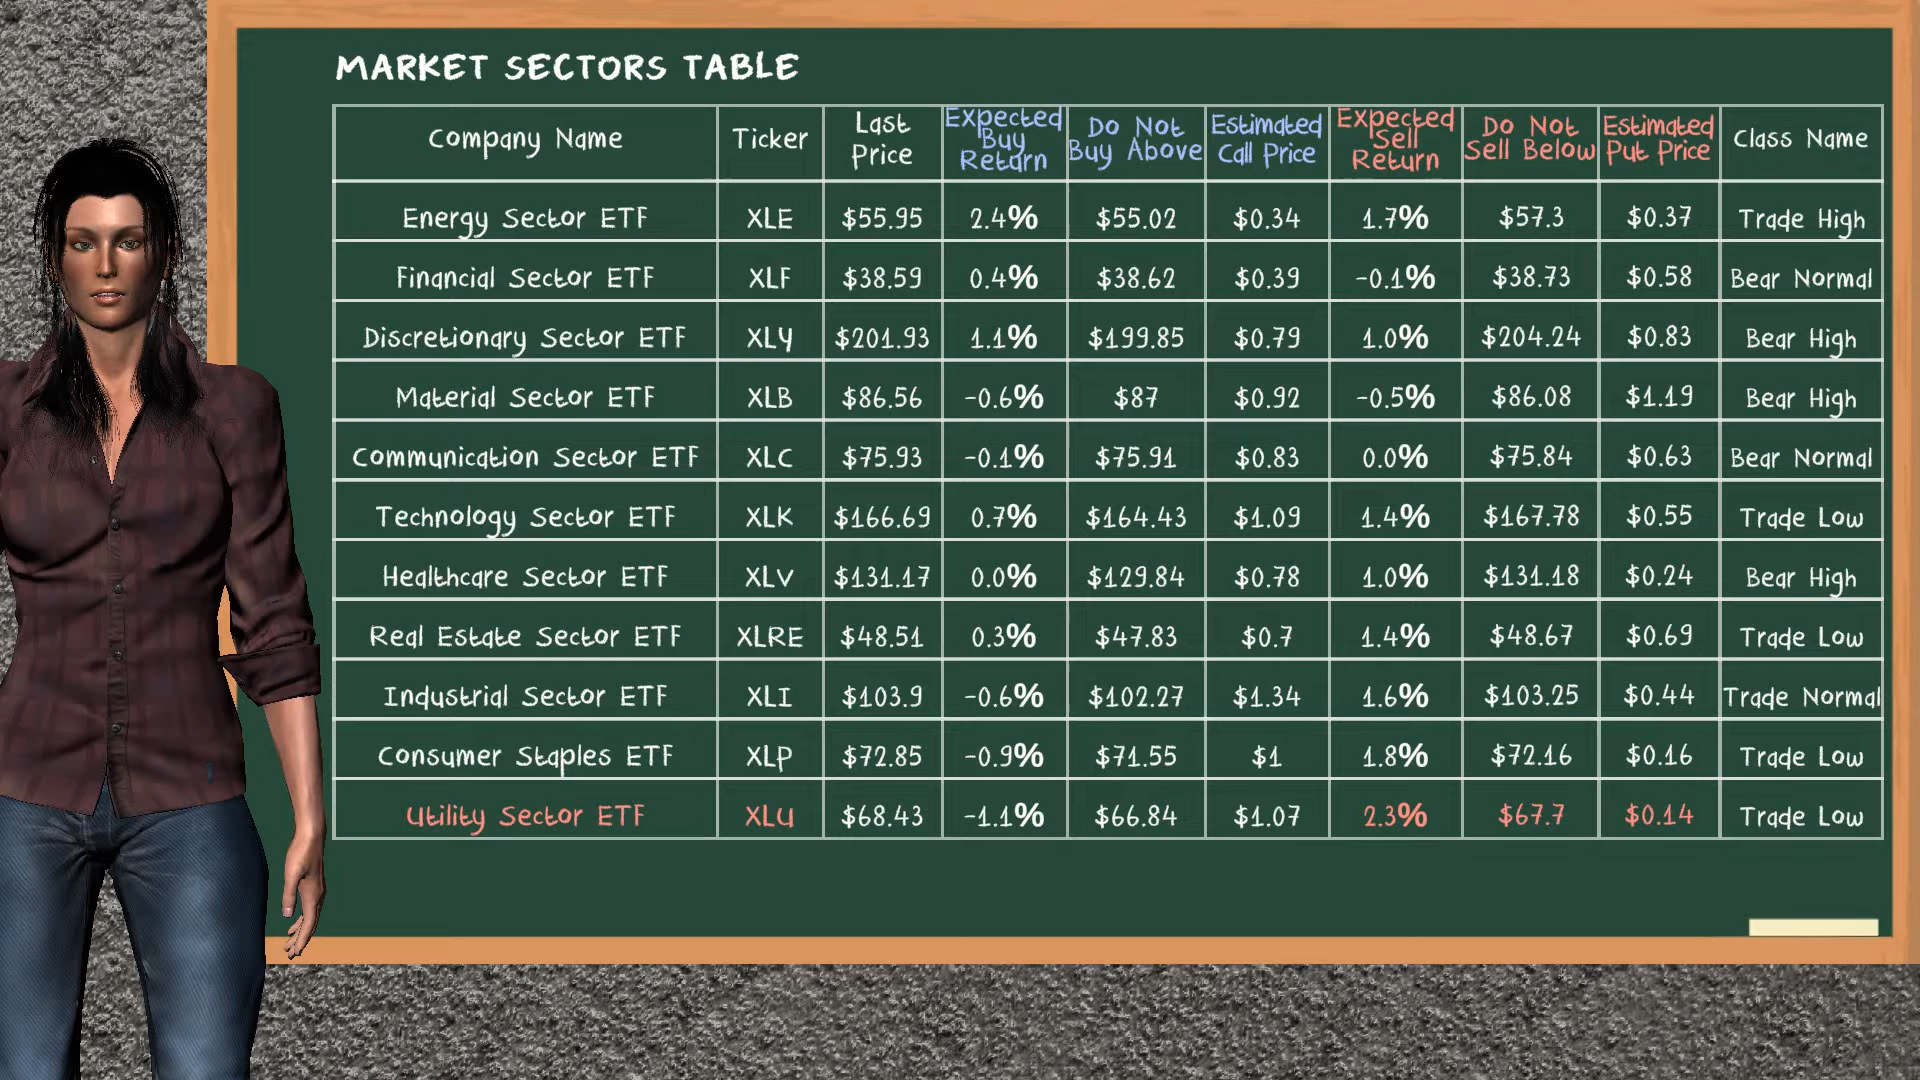 MARKET SECTORS TABLE
Company Name Ticker Last Price Expected Buy Return Do Not Buy Above Estimated Call Price Expected Sell Return Do Not Sell Below Estimated Put Price Class Name
Energy Sector ETF XLE $55.95 2.4% $55.02 $0.34 1.7% $57.3 $0.37 Trade High
Financial Sector ETF XLF $38.59 0.4% $38.62 $0.39 -0.1% $38.73 $0.58 Bear Normal
Discretionary Sector ETF XLY $201.93 1.1% $199.85 $0.79 1.0% $204.24 $0.83 Bear High
Material Sector ETF XLB $86.56 -0.6% $87 $0.92 -0.5% $86.08 $1.19 Bear High
Communication Sector ETF XLC $75.93 -0.1% $75.91 $0.83 0.0% $75.84 $0.63 Bear Normal
Technology Sector ETF XLK $166.69 0.7% $164.43 $1.09 1.4% $167.78 $0.55 Trade Low
Healthcare Sector ETF XLV $131.17 0.0% $129.84 $0.78 1.0% $131.18 $0.24 Bear High
Real Estate Sector ETF XLRE $48.51 0.3% $47.83 $0.7 1.4% $48.67 $0.69 Trade Low
Industrial Sector ETF XLI $103.9 -0.6% $102.27 $1.34 1.6% $103.25 $0.44 Trade Normal
Consumer Staples ETF XLP $72.85 -0.9% $71.55 $1 1.8% $72.16 $0.16 Trade Low
Utility Sector ETF XLU $68.43 -1.1% $66.84 $1.07 2.3% $67.7 $0.14 Trade Low